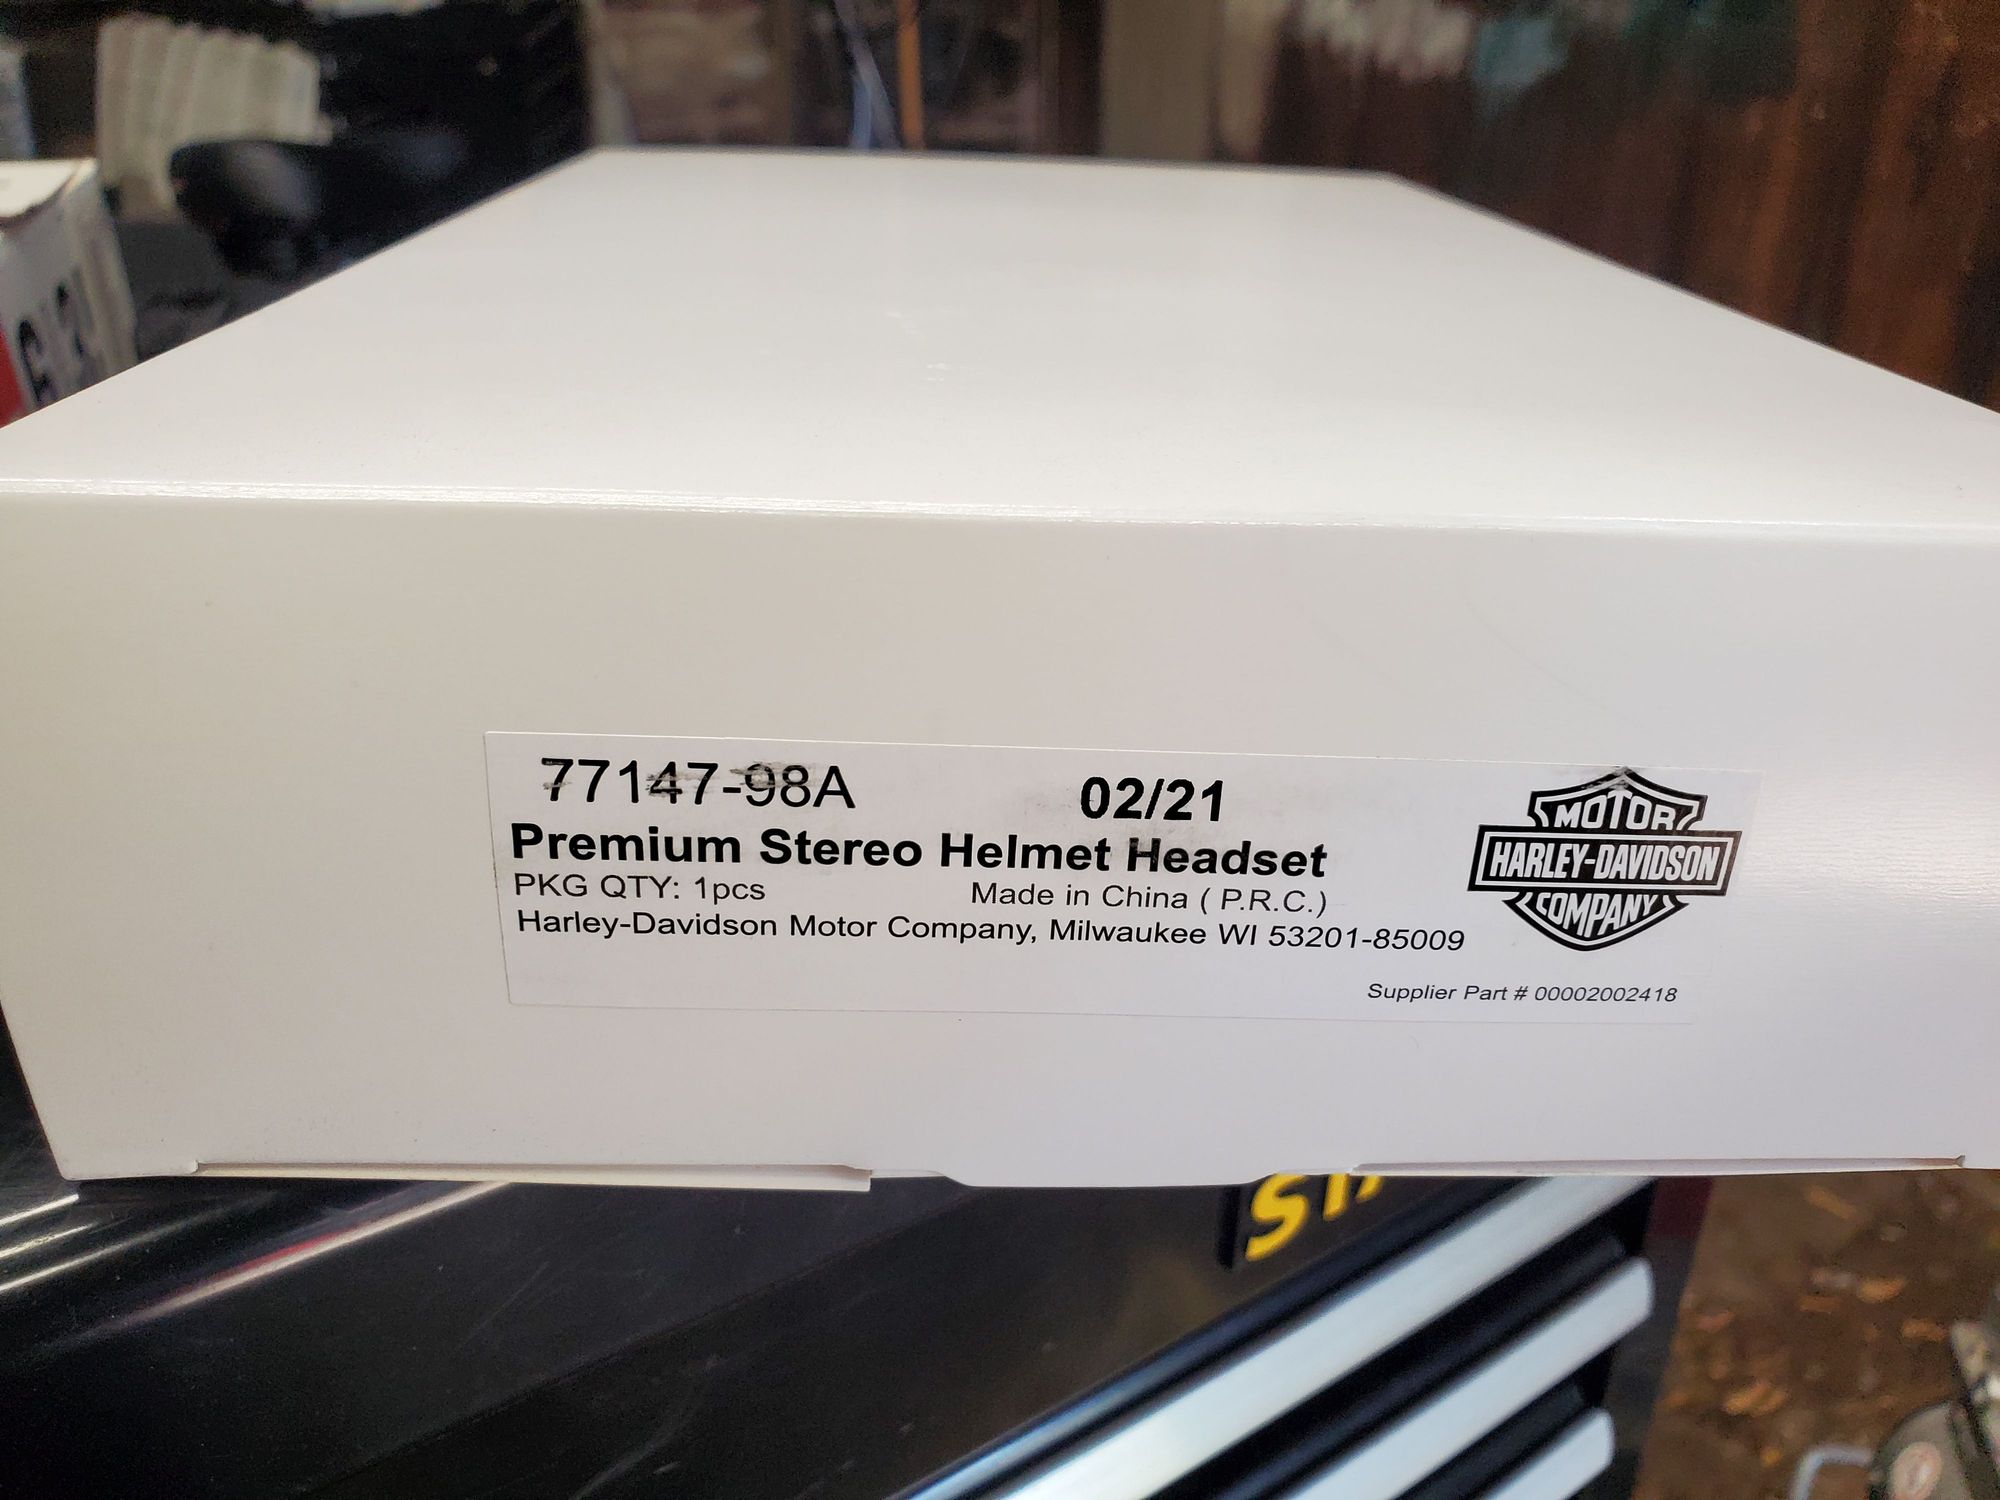 77147-98A 02/21
Premium Stereo Helmet Headset
PKG QTY: 1pcs Made in China ( P.R.C.)
Harley-Davidson Motor Company, Milwaukee WI 53201-85009
Supplier Part # 00002002418
MOTOR
HARLEY-DAVIDSON
COMPANY